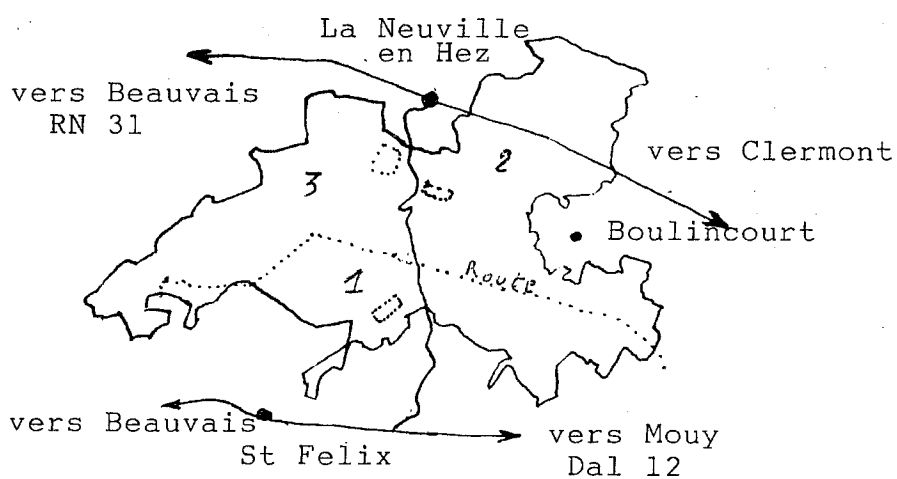 La Neuville
en Hez
vers Beauvais
RN 31
vers Clermont
2
3
Boulincourt
Route
1
vers Beauvais
St Felix
vers Mouy
Dal 12